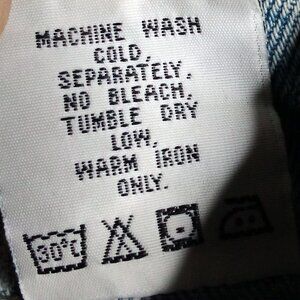 MACHINE WASH
COLD,
SEPARATELY,
NO BLEACH,
TUMBLE DRY
LOW,
WARM IRON
ONLY.
30°C